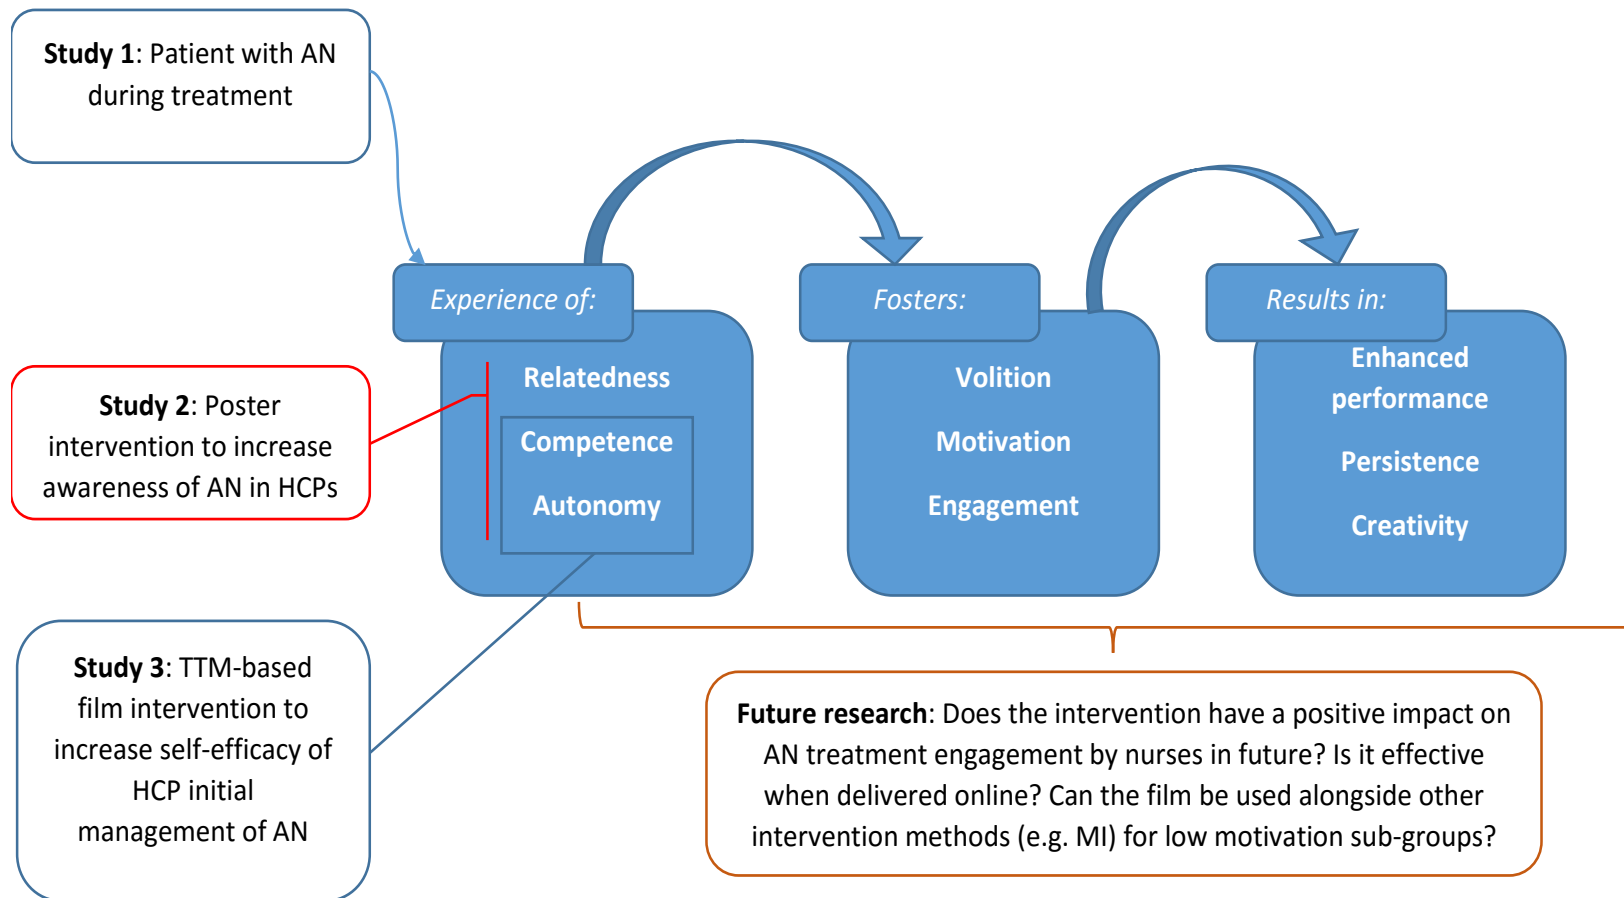 Study 1: Patient with AN
during treatment
Experience of:
Relatedness
Competence
Autonomy
Fosters:
Volition
Motivation
Engagement
Results in:
Enhanced
performance
Persistence
Creativity
Study 2: Poster
intervention to increase
awareness of AN in HCPs
Study 3: TTM-based
film intervention to
increase self-efficacy of
HCP initial
management of AN
Future research: Does the intervention have a positive impact on
AN treatment engagement by nurses in future? Is it effective
when delivered online? Can the film be used alongside other
intervention methods (e.g. MI) for low motivation sub-groups?